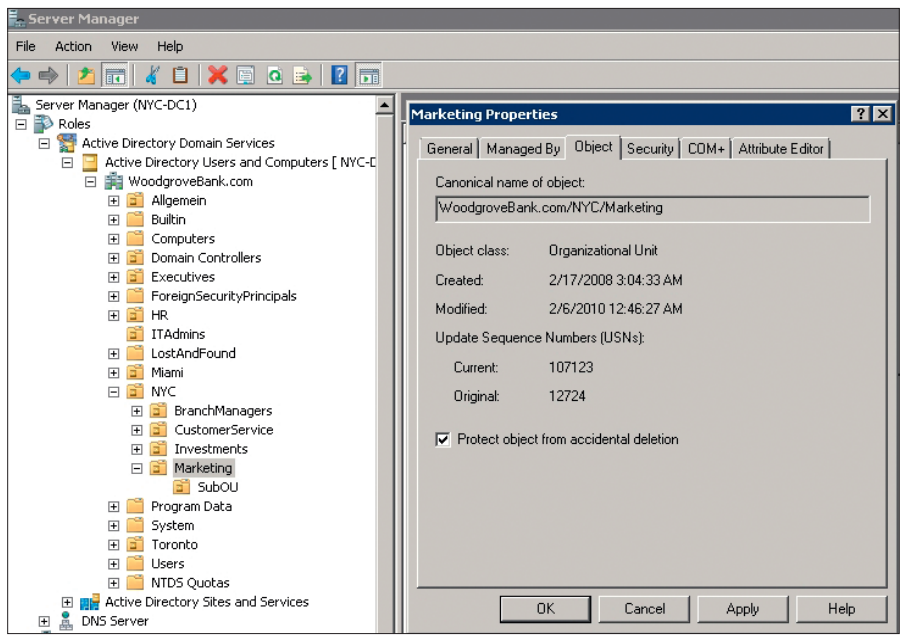 Server Manager
File Action View Help
Server Manager (NYC-DC1)
Roles
Active Directory Domain Services
Active Directory Users and Computers [ NYC-D
WoodgroveBank.com
Allgemein
Builtin
Computers
Domain Controllers
Executives
ForeignSecurityPrincipals
HR
ITAdmins
LostAndFound
Miami
NYC
BranchManagers
CustomerService
Investments
Marketing
SubOU
Program Data
System
Toronto
Users
NTDS Quotas
Active Directory Sites and Services
DNS Server
Marketing Properties
General Managed By Object Security COM+ Attribute Editor
Canonical name of object:
WoodgroveBank.com/NYC/Marketing
Object class: Organizational Unit
Created: 2/17/2008 3:04:33 AM
Modified: 2/6/2010 12:46:27 AM
Update Sequence Numbers (USNs):
Current: 107123
Original: 12724
Protect object from accidental deletion
OK Cancel Apply Help